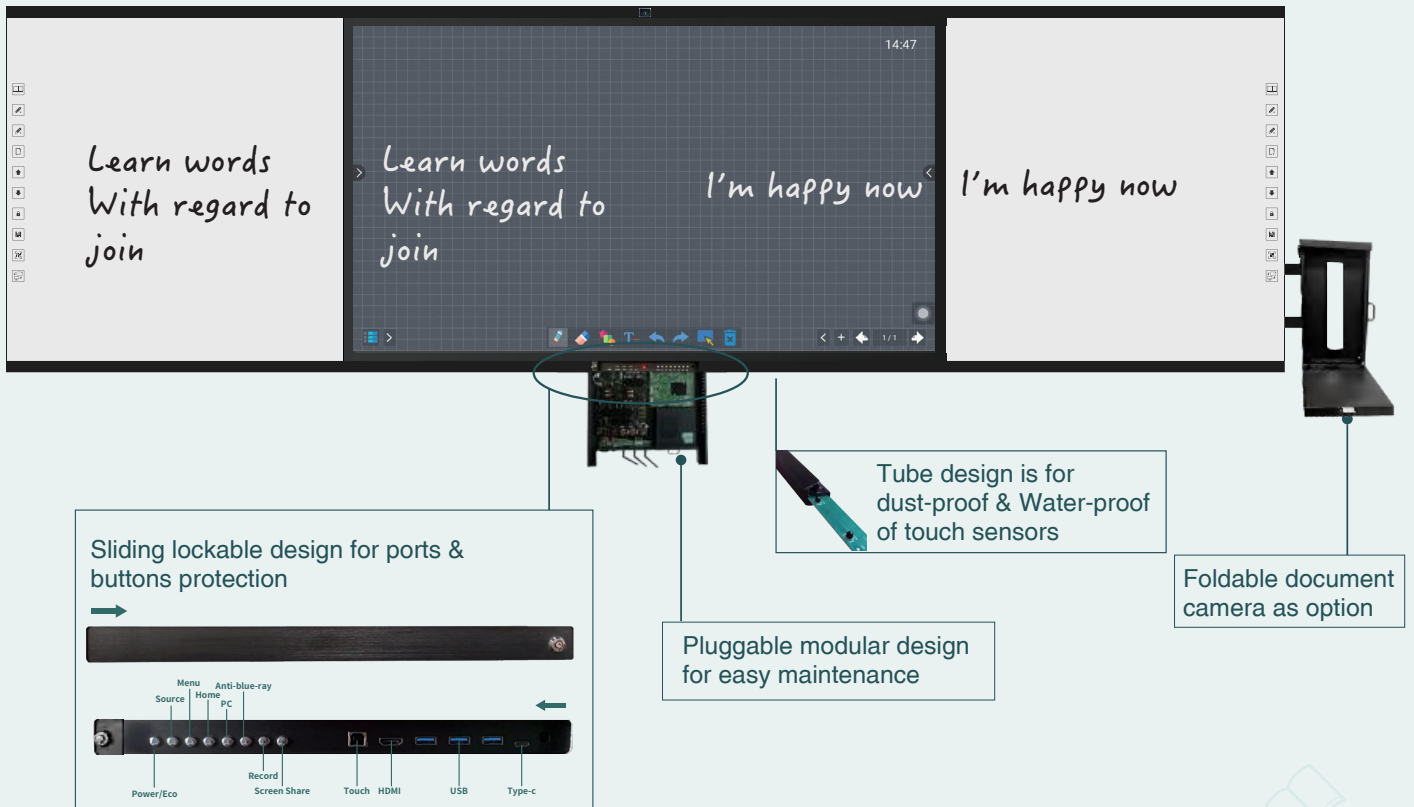 14:47
Learn words
With regard to
join
Learn words
With regard to
join
I'm happy now
I'm happy now
1/1
Tube design is for
dust-proof & Water-proof
of touch sensors
Foldable document
camera as option
Pluggable modular design
for easy maintenance
Sliding lockable design for ports &
buttons protection
Power/Eco
Source
Menu
Home
PC
Anti-blue-ray
Record
Screen Share
Touch
HDMI
USB
Type-c